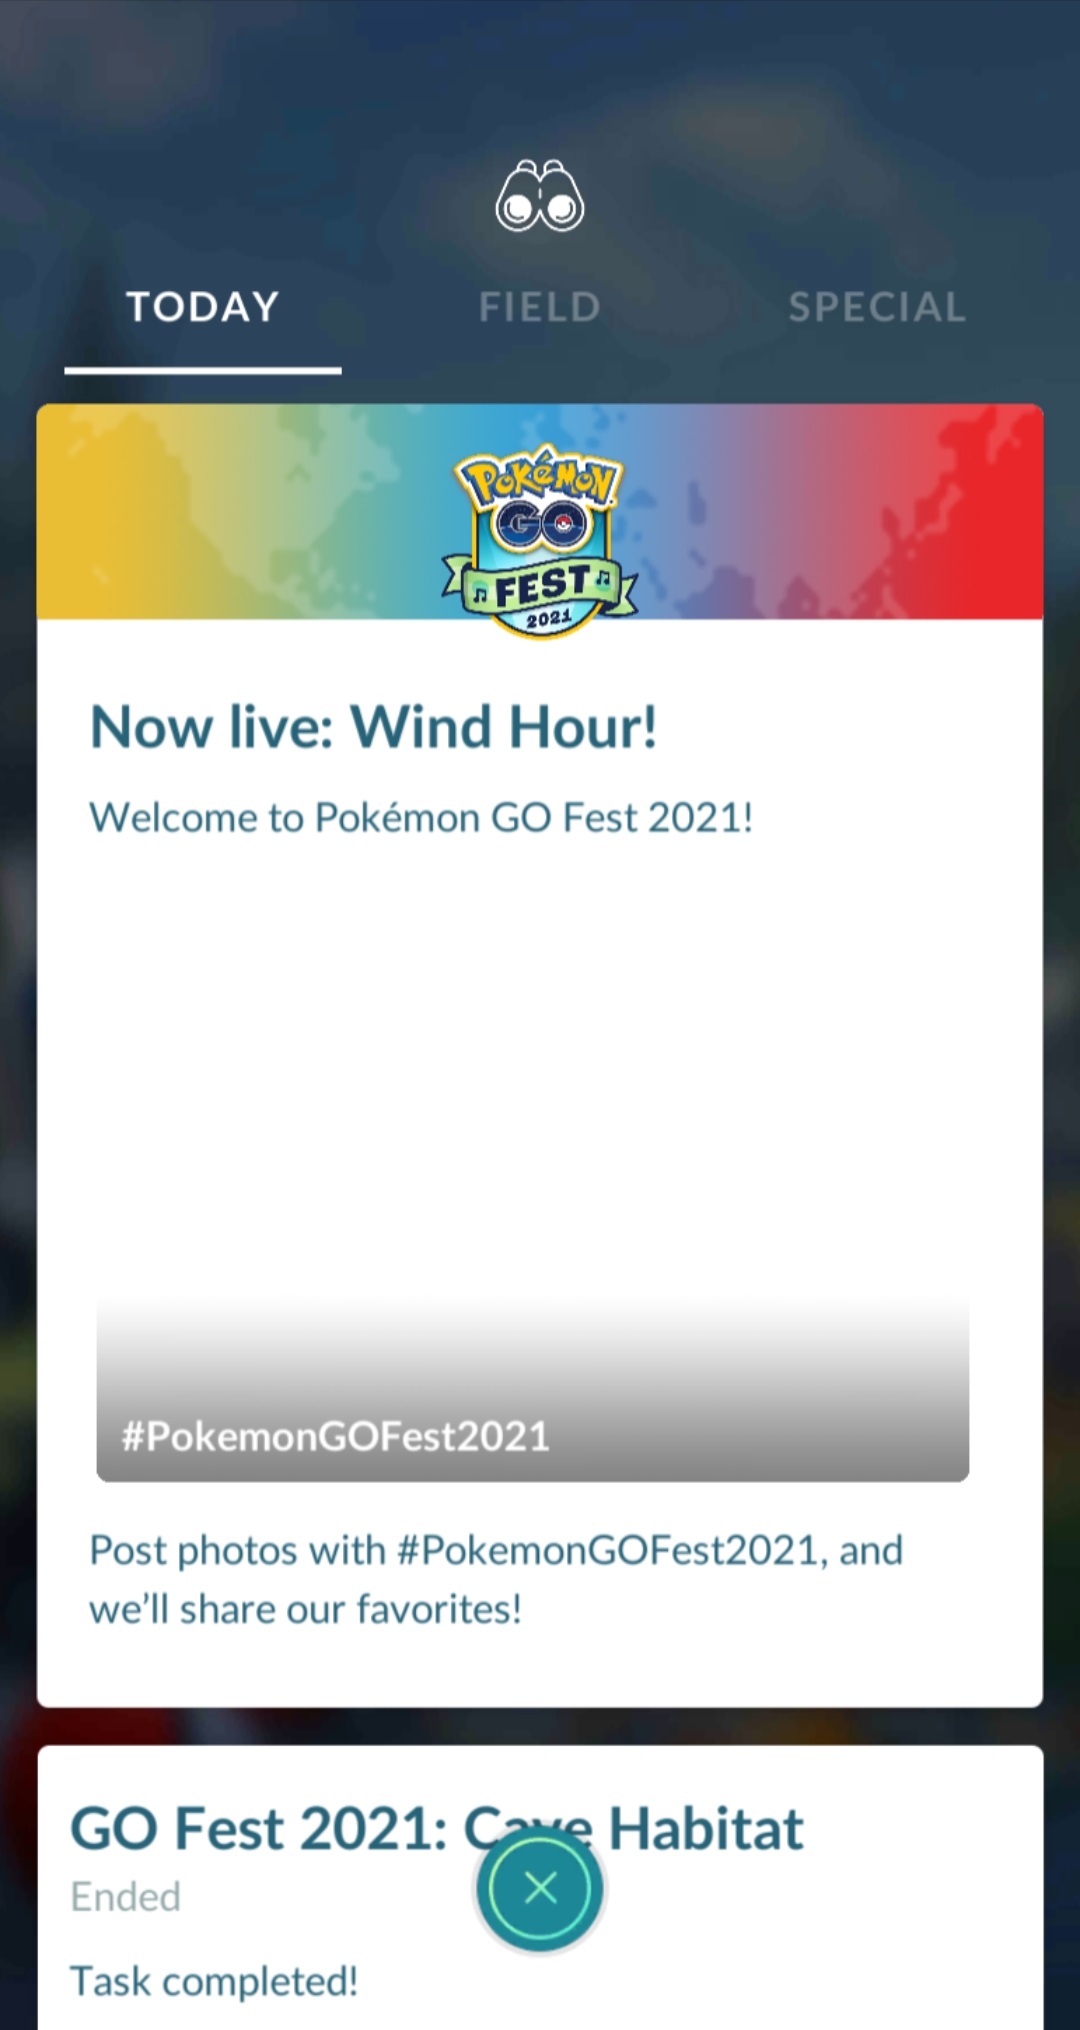 TODAY
FIELD
SPECIAL
POKéMON
GO
FEST
2021
Now live: Wind Hour!
Welcome to Pokémon GO Fest 2021!
#PokemonGOFest2021
Post photos with #PokemonGOFest2021, and
we’ll share our favorites!
GO Fest 2021: Cave Habitat
Ended
Task completed!